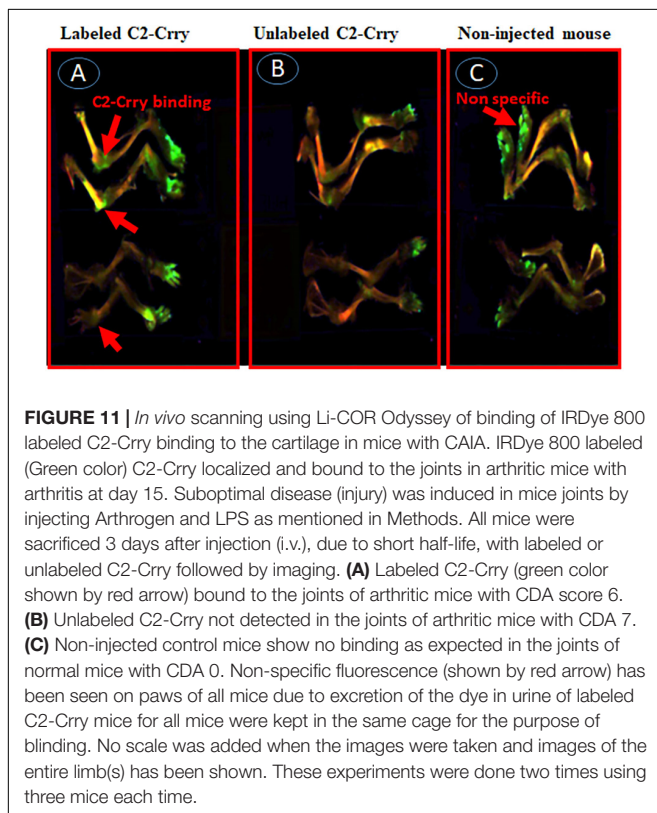 Labeled C2-Crry Unlabeled C2-Crry Non-injected mouse
A B C
C2-Crry binding
Non specific
FIGURE 11 | In vivo scanning using Li-COR Odyssey of binding of IRDye 800
labeled C2-Crry binding to the cartilage in mice with CAIA. IRDye 800 labeled
(Green color) C2-Crry localized and bound to the joints in arthritic mice with
arthritis at day 15. Suboptimal disease (injury) was induced in mice joints by
injecting Arthrogen and LPS as mentioned in Methods. All mice were
sacrificed 3 days after injection (i.v.), due to short half-life, with labeled or
unlabeled C2-Crry followed by imaging. (A) Labeled C2-Crry (green color
shown by red arrow) bound to the joints of arthritic mice with CDA score 6.
(B) Unlabeled C2-Crry not detected in the joints of arthritic mice with CDA 7.
(C) Non-injected control mice show no binding as expected in the joints of
normal mice with CDA 0. Non-specific fluorescence (shown by red arrow) has
been seen on paws of all mice due to excretion of the dye in urine of labeled
C2-Crry mice for all mice were kept in the same cage for the purpose of
blinding. No scale was added when the images were taken and images of the
entire limb(s) has been shown. These experiments were done two times using
three mice each time.